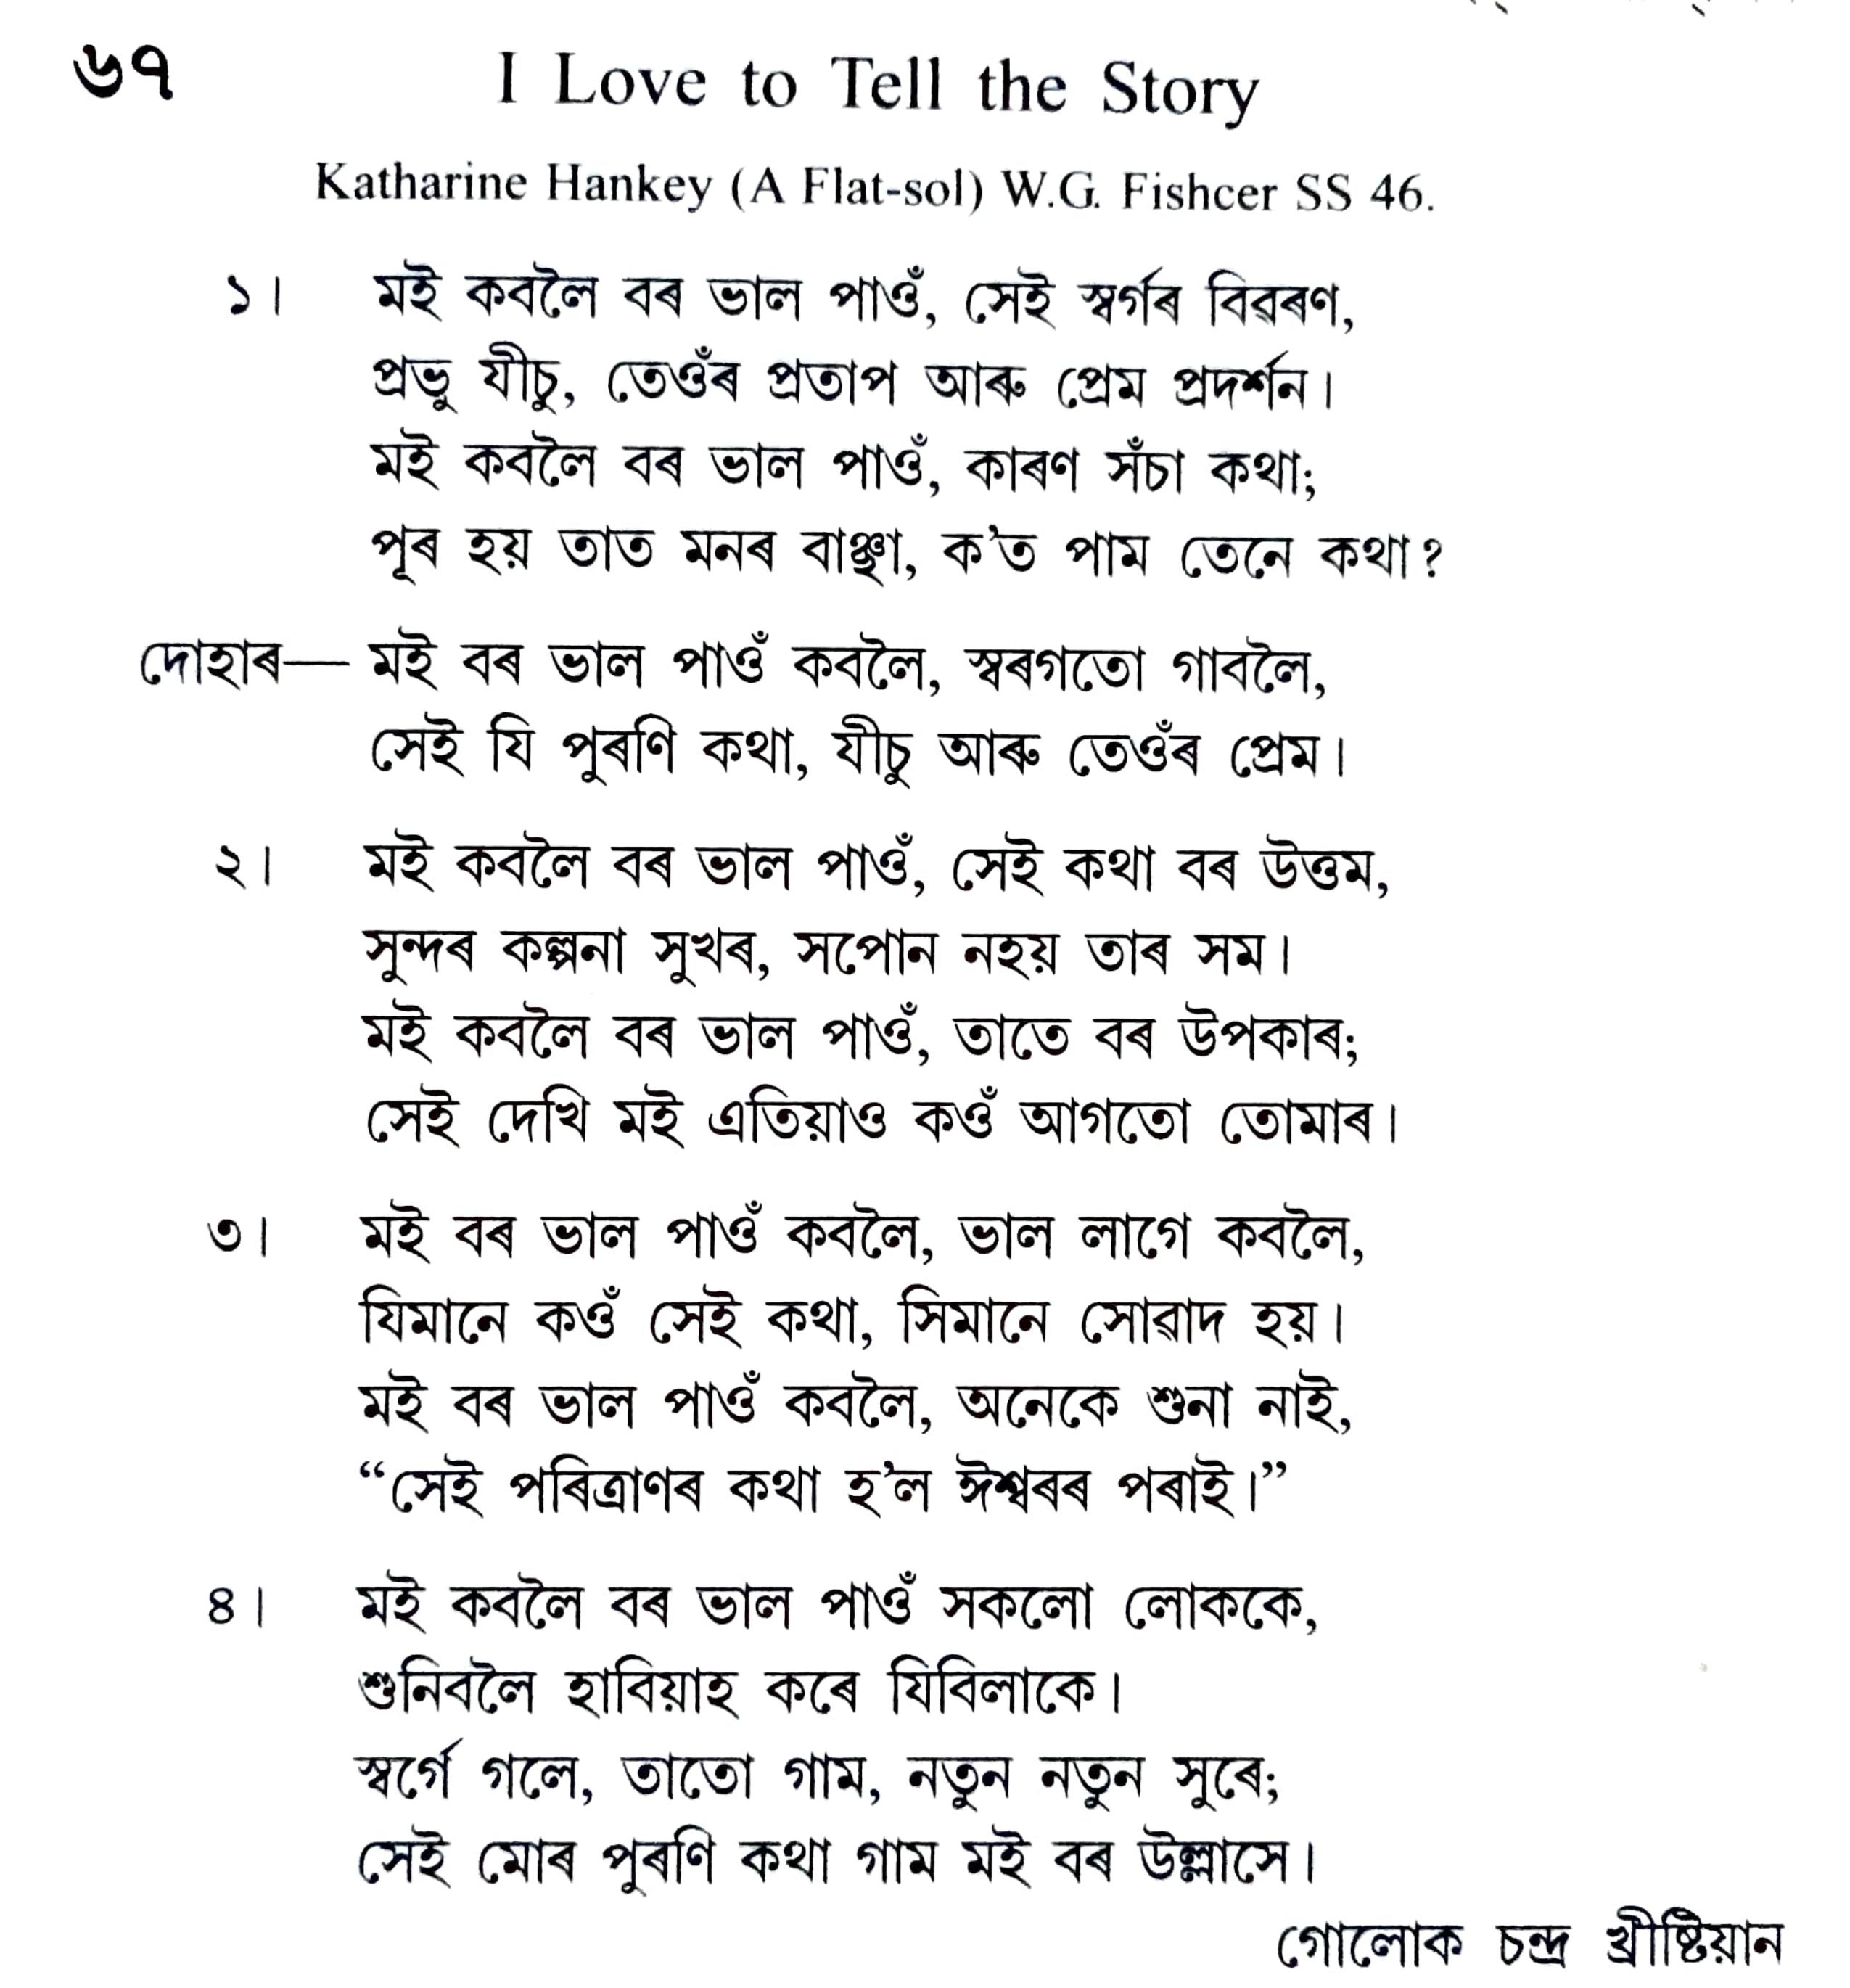 ৬৭
I Love to Tell the Story
Katharine Hankey (A Flat-sol) W.G. Fishcer SS 46.
১। মই কবলৈ বৰ ভাল পাওঁ, সেই স্বৰ্গৰ বিৱৰণ,
প্ৰভু যীচু, তেওঁৰ প্ৰতাপ আৰু প্ৰেম প্ৰদৰ্শন।
মই কবলৈ বৰ ভাল পাওঁ, কাৰণ সঁচা কথা;
পূৰ হয় তাত মনৰ বাঞ্ছা, ক'ত পাম তেনে কথা?
দোহাৰ— মই বৰ ভাল পাওঁ কবলৈ, স্বৰগতো গাবলৈ,
সেই যি পুৰণি কথা, যীচু আৰু তেওঁৰ প্ৰেম।
২। মই কবলৈ বৰ ভাল পাওঁ, সেই কথা বৰ উত্তম,
সুন্দৰ কল্পনা সুখৰ, সপোন নহয় তাৰ সম।
মই কবলৈ বৰ ভাল পাওঁ, তাতে বৰ উপকাৰ;
সেই দেখি মই এতিয়াও কওঁ আগতো তোমাৰ।
৩। মই বৰ ভাল পাওঁ কবলৈ, ভাল লাগে কবলৈ,
যিমানে কওঁ সেই কথা, সিমানে সোৱাদ হয়।
মই বৰ ভাল পাওঁ কবলৈ, অনেকে শুনা নাই,
“সেই পৰিত্ৰাণৰ কথা হ'ল ঈশ্বৰৰ পৰাই।”
৪। মই কবলৈ বৰ ভাল পাওঁ সকলো লোককে,
শুনিবলৈ হাবিয়াহ কৰে যিবিলাকে।
স্বৰ্গে গলে, তাতো গাম, নতুন নতুন সুৰে;
সেই মোৰ পুৰণি কথা গাম মই বৰ উল্লাসে।
গোলোক চন্দ্ৰ খ্ৰীষ্টিয়ান